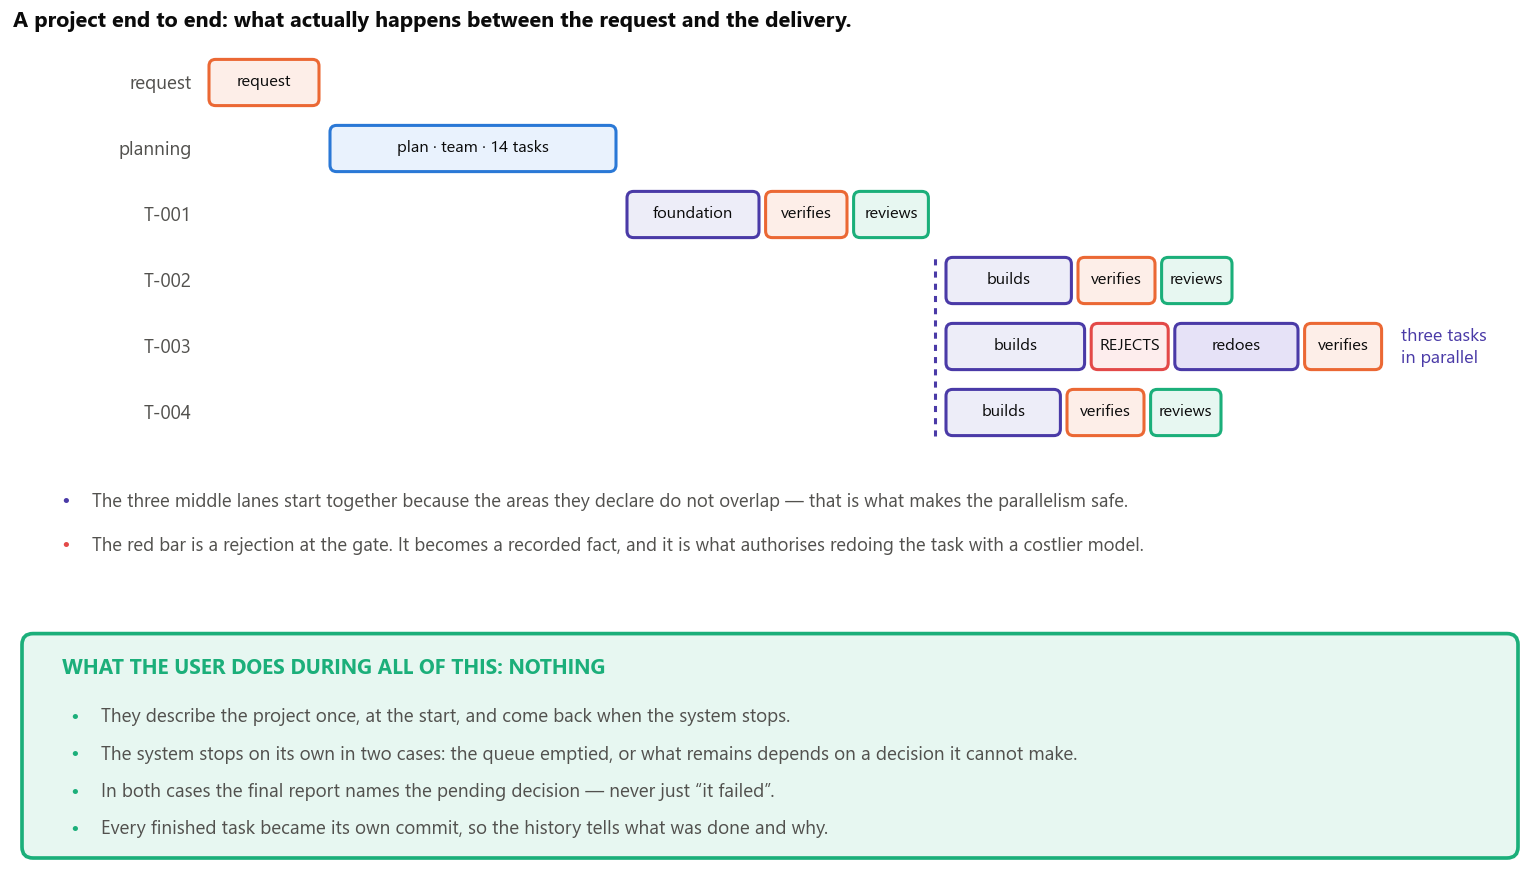 A project end to end: what actually happens between the request and the delivery.
request
request
planning
plan · team · 14 tasks
T-001
foundation
verifies
reviews
T-002
builds
verifies
reviews
T-003
builds
REJECTS
redoes
verifies
three tasks
in parallel
T-004
builds
verifies
reviews
• The three middle lanes start together because the areas they declare do not overlap — that is what makes the parallelism safe.
• The red bar is a rejection at the gate. It becomes a recorded fact, and it is what authorises redoing the task with a costlier model.
WHAT THE USER DOES DURING ALL OF THIS: NOTHING
• They describe the project once, at the start, and come back when the system stops.
• The system stops on its own in two cases: the queue emptied, or what remains depends on a decision it cannot make.
• In both cases the final report names the pending decision — never just “it failed”.
• Every finished task became its own commit, so the history tells what was done and why.